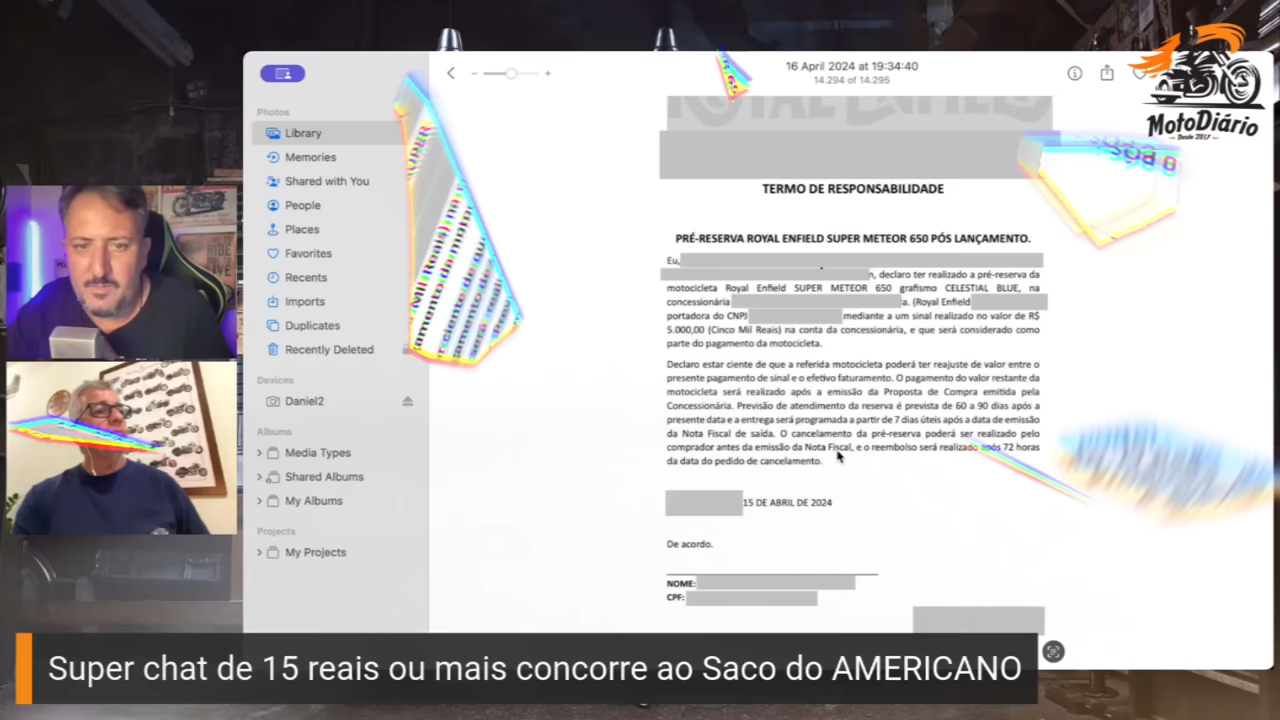 16 April 2024 at 19:34:40
14.294 of 14.295
MotoDiário
Desde 2017
Photos
Library
Memories
Shared with You
People
Places
Favorites
Recents
Imports
Duplicates
Recently Deleted
Devices
Daniel2
Albums
Media Types
Shared Albums
My Albums
Projects
My Projects
ROYAL ENFIELD
TERMO DE RESPONSABILIDADE
PRÉ-RESERVA ROYAL ENFIELD SUPER METEOR 650 PÓS LANÇAMENTO.
Eu,
, declaro ter realizado a pré-reserva da
motocicleta Royal Enfield SUPER METEOR 650 grafismo CELESTIAL BLUE, na
concessionária a. (Royal Enfield
portadora do CNPJ mediante a um sinal realizado no valor de R$
5.000,00 (Cinco Mil Reais) na conta da concessionária, e que será considerado como
parte do pagamento da motocicleta.
Declaro estar ciente de que a referida motocicleta poderá ter reajuste de valor entre o
presente pagamento de sinal e o efetivo faturamento. O pagamento do valor restante da
motocicleta será realizado após a emissão da Proposta de Compra emitida pela
Concessionária. Previsão de atendimento da reserva é prevista de 60 a 90 dias após a
presente data e a entrega será programada a partir de 7 dias úteis após a data de emissão
da Nota Fiscal de saída. O cancelamento da pré-reserva poderá ser realizado pelo
comprador antes da emissão da Nota Fiscal, e o reembolso será realizado após 72 horas
da data do pedido de cancelamento.
15 DE ABRIL DE 2024
De acordo.
NOME:
CPF:
Super chat de 15 reais ou mais concorre ao Saco do AMERICANO